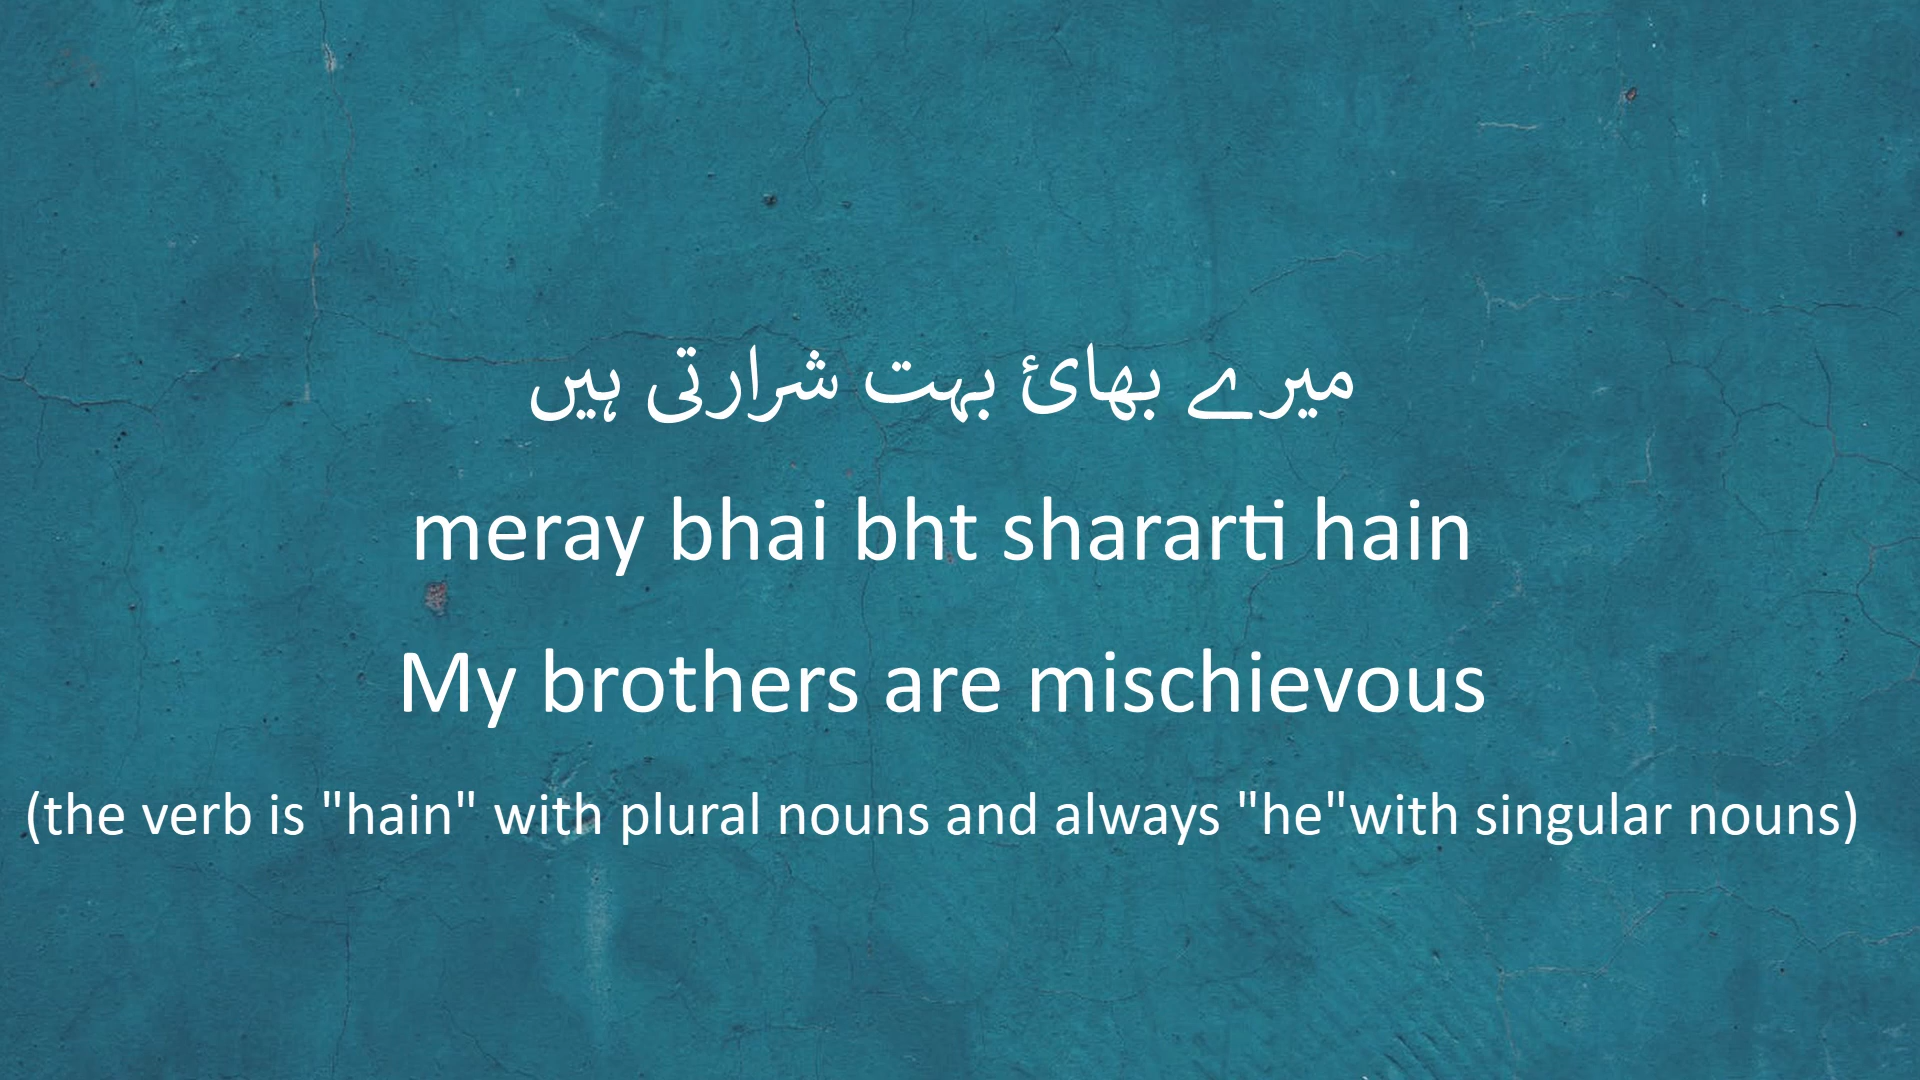 میرے بھائ بہت شرارتی ہیں
meray bhai bht shararti hain
My brothers are mischievous
(the verb is "hain" with plural nouns and always "he"with singular nouns)